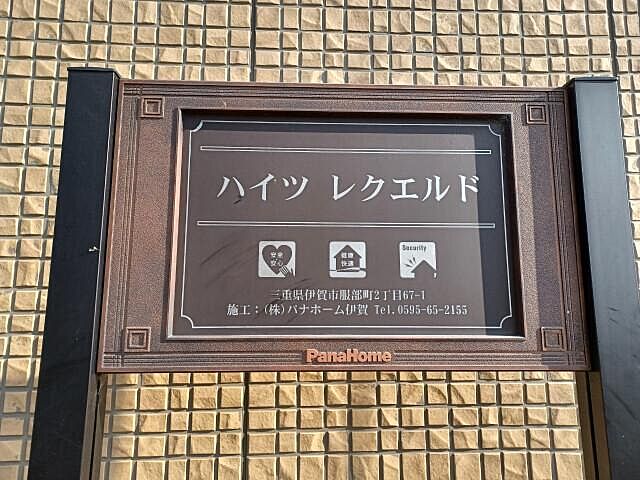 ハイツ レクエルド
安全
安心
健康
快適
Security
三重県伊賀市服部町2丁目67-1
施工：(株)パナホーム伊賀 Tel.0595-65-2155
PanaHome